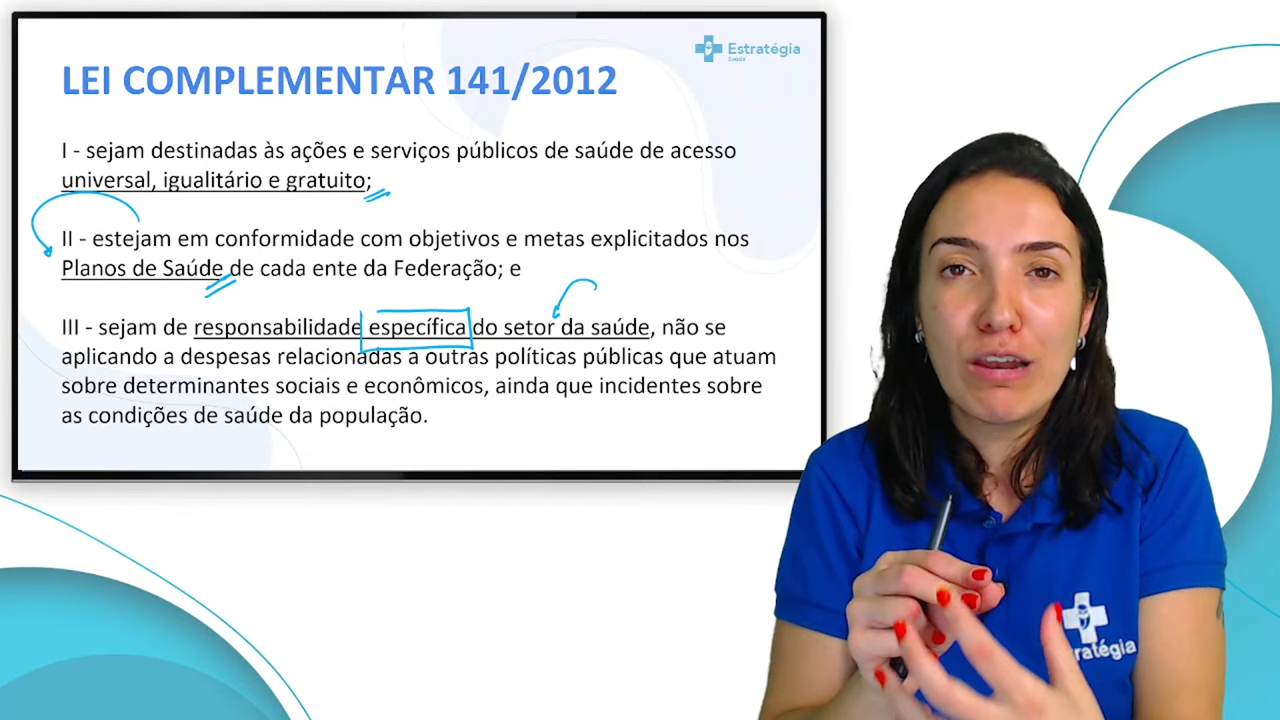 Estratégia
Saúde
LEI COMPLEMENTAR 141/2012
I - sejam destinadas às ações e serviços públicos de saúde de acesso
universal, igualitário e gratuito;
II - estejam em conformidade com objetivos e metas explicitados nos
Planos de Saúde de cada ente da Federação; e
III - sejam de responsabilidade específica do setor da saúde, não se
aplicando a despesas relacionadas a outras políticas públicas que atuam
sobre determinantes sociais e econômicos, ainda que incidentes sobre
as condições de saúde da população.
ratégia